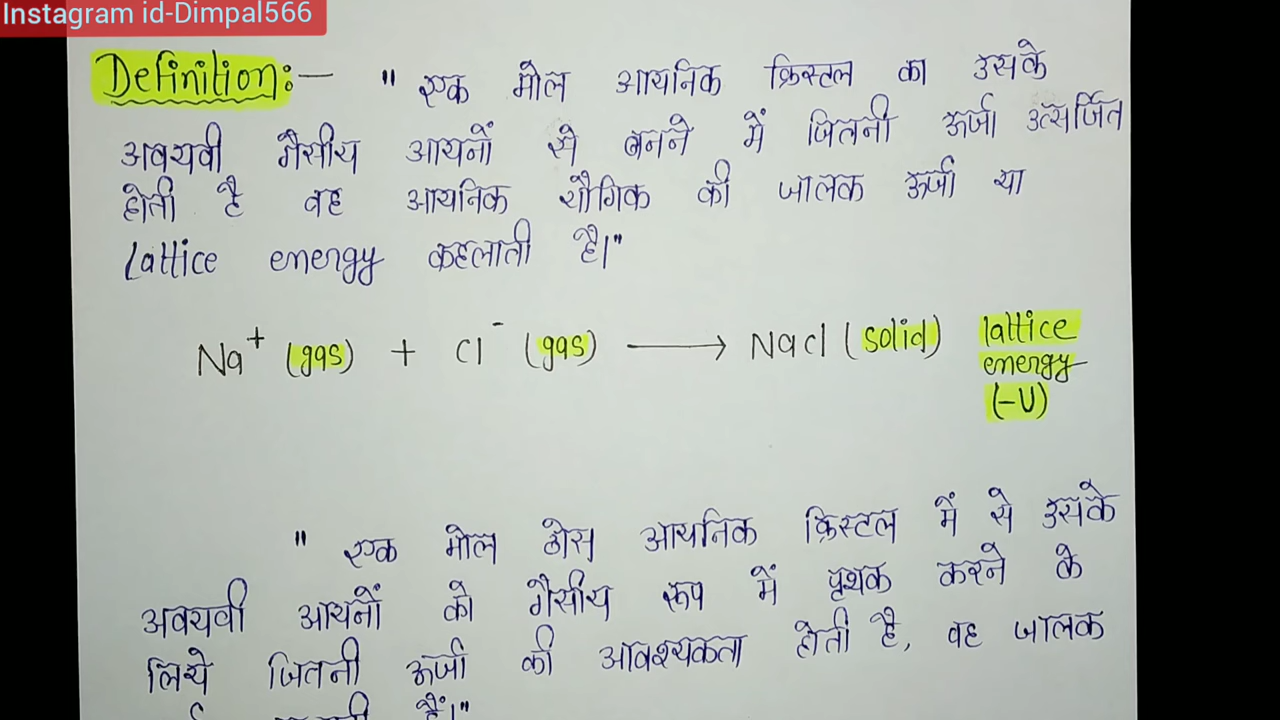 Instagram id-Dimpal566
Definition:— " एक मोल आयनिक क्रिस्टल का उसके
अवयवी गैसीय आयनों से बनने में जितनी ऊर्जा उत्सर्जित
होती है वह आयनिक यौगिक की जालक ऊर्जा या
lattice energy कहलाती है।"
Na⁺ (gas) + Cl⁻ (gas) ⟶ NaCl (solid) lattice
energy
(-U)
" एक मोल ठोस आयनिक क्रिस्टल में से उसके
अवयवी आयनों को गैसीय रूप में पृथक करने के
लिये जितनी ऊर्जा की आवश्यकता होती है, वह जालक
हैं।"